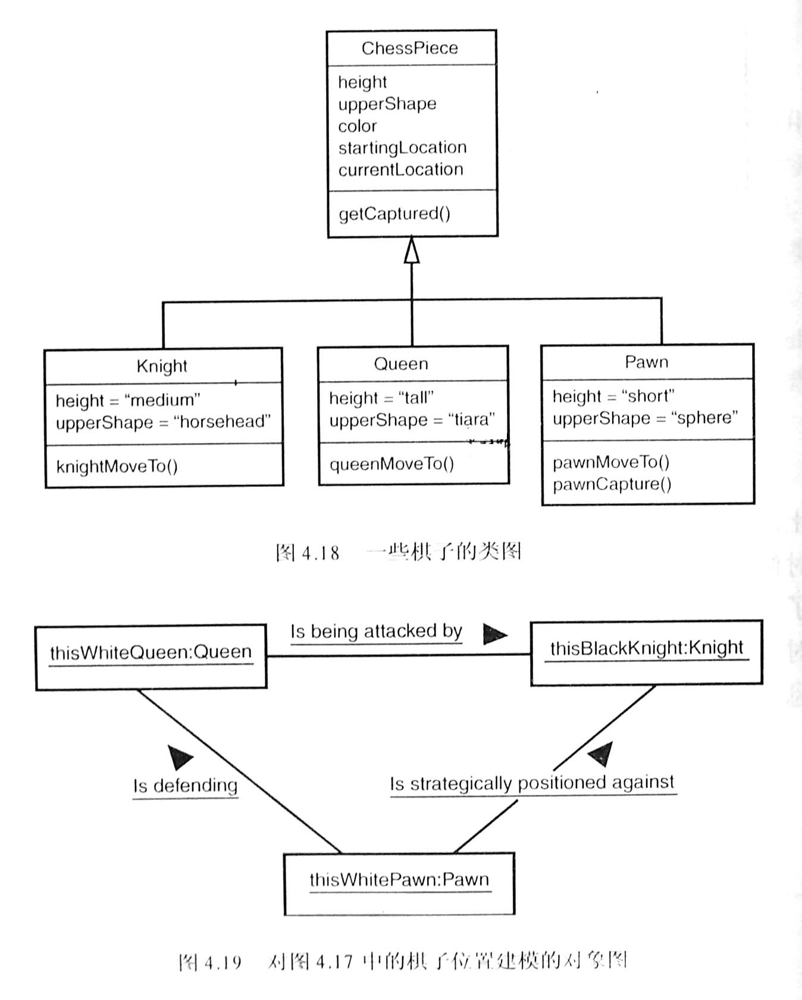 ChessPiece
height
upperShape
color
startingLocation
currentLocation
getCaptured()
Knight
height = “medium”
upperShape = “horsehead”
knightMoveTo()
Queen
height = “tall”
upperShape = “tiara”
queenMoveTo()
Pawn
height = “short”
upperShape = “sphere”
pawnMoveTo()
pawnCapture()
图 4.18 一些棋子的类图
thisWhiteQueen:Queen
Is being attacked by
thisBlackKnight:Knight
Is defending
Is strategically positioned against
thisWhitePawn:Pawn
图 4.19 对图 4.17 中的棋子位置建模的对象图